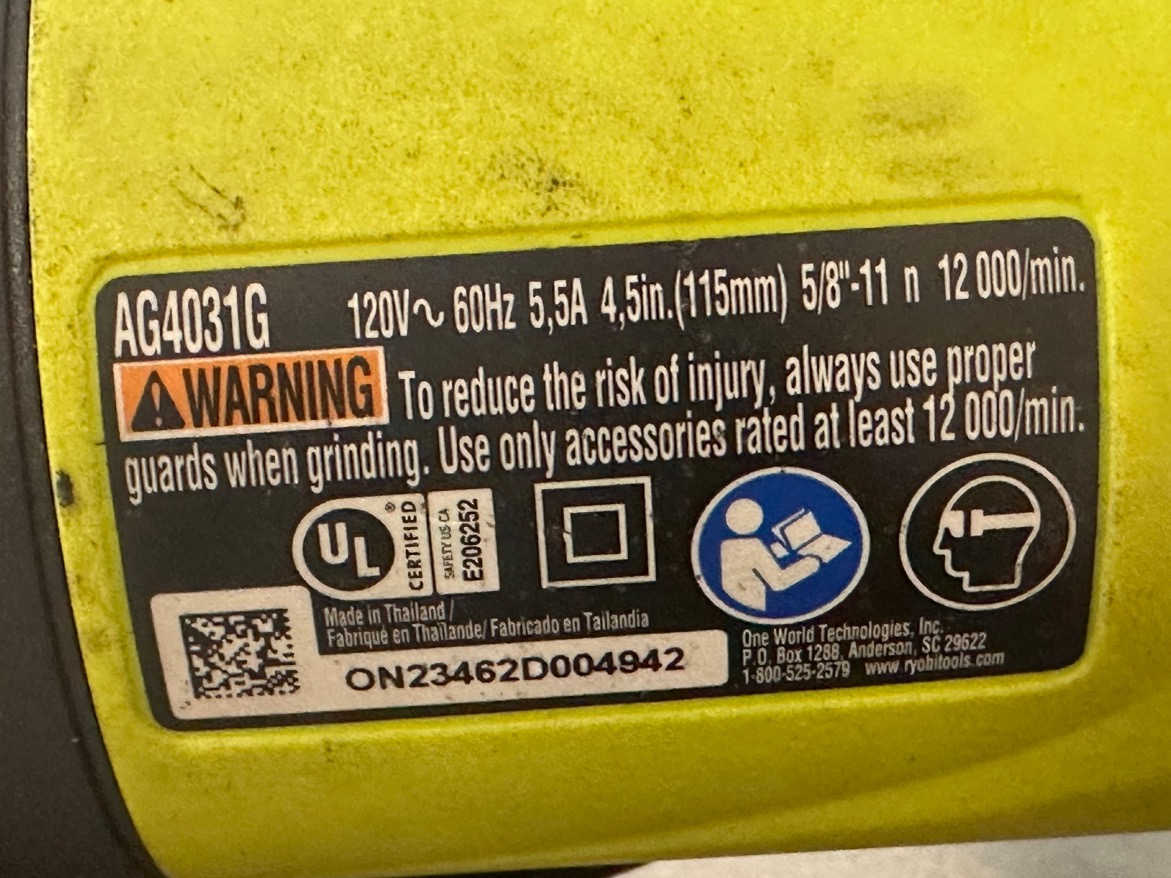 AG4031G 120V~ 60Hz 5,5A 4,5in.(115mm) 5/8"-11 n 12 000/min.
WARNING To reduce the risk of injury, always use proper
guards when grinding. Use only accessories rated at least 12 000/min.
UL ® CERTIFIED SAFETY US-CA E206252
Made in Thailand /
Fabriqué en Thaïlande/ Fabricado en Tailandia
ON23462D004942
One World Technologies, Inc.
P.O. Box 1288, Anderson, SC 29622
1-800-525-2579 www.ryobitools.com